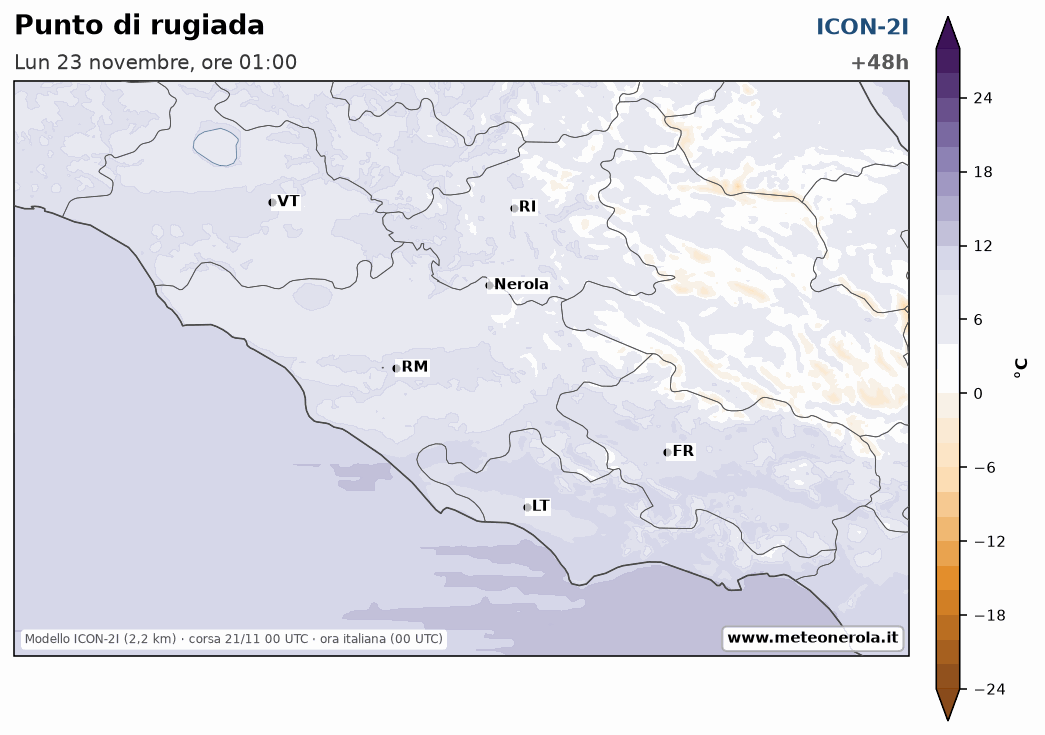 Punto di rugiada
ICON-2I
Lun 23 novembre, ore 01:00
+48h
VT
RI
Nerola
RM
FR
LT
Modello ICON-2I (2,2 km) · corsa 21/11 00 UTC · ora italiana (00 UTC)
www.meteonerola.it
24
18
12
6
0
−6
−12
−18
−24
°C